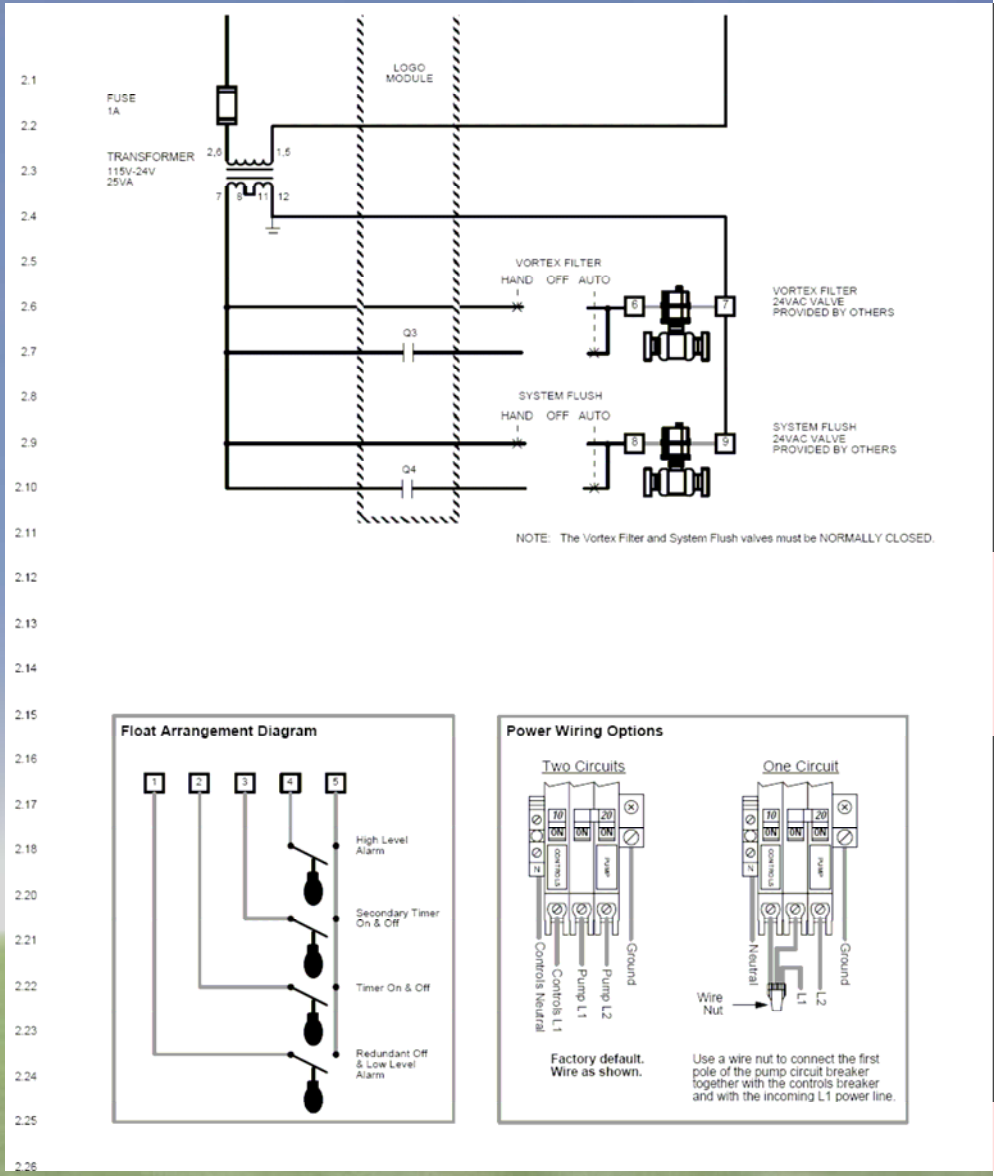 2.1
LOGO
MODULE
FUSE
1A
2.2
TRANSFORMER
115V-24V
25VA
2,6
1,5
2.3
7
8
11
12
2.4
2.5
VORTEX FILTER
HAND OFF AUTO
2.6
6
7
VORTEX FILTER
24VAC VALVE
PROVIDED BY OTHERS
2.7
Q3
2.8
SYSTEM FLUSH
HAND OFF AUTO
2.9
8
9
SYSTEM FLUSH
24VAC VALVE
PROVIDED BY OTHERS
2.10
Q4
2.11
NOTE: The Vortex Filter and System Flush valves must be NORMALLY CLOSED.
2.12
2.13
2.14
2.15
2.16
2.17
2.18
2.19
2.20
2.21
2.22
2.23
2.24
2.25
2.26
Float Arrangement Diagram
1
2
3
4
5
High Level
Alarm
Secondary Timer
On & Off
Timer On & Off
Redundant Off
& Low Level
Alarm
Power Wiring Options
Two Circuits
10
20
ON
ON
ON
N
CONTROLS
PUMP
Controls Neutral
Controls L1
Pump L1
Pump L2
Ground
Factory default.
Wire as shown.
One Circuit
10
20
ON
ON
ON
N
CONTROLS
PUMP
Neutral
Wire
Nut
L1
L2
Ground
Use a wire nut to connect the first
pole of the pump circuit breaker
together with the controls breaker
and with the incoming L1 power line.